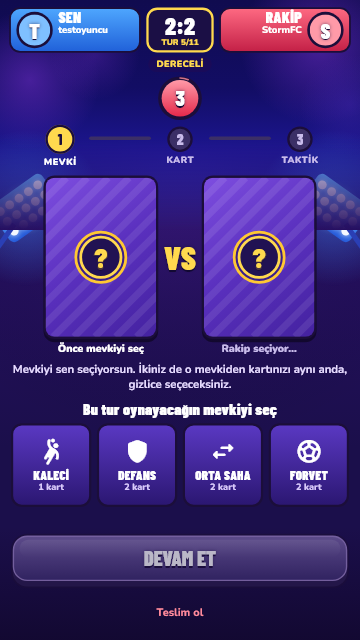 T
SEN
testoyuncu
2:2
TUR 5/11
RAKİP
StormFC
S
DERECELİ
3
1
2
3
MEVKİ
KART
TAKTİK
?
VS
?
Önce mevkiyi seç
Rakip seçiyor...
Mevkiyi sen seçiyorsun. İkiniz de o mevkiden kartınızı aynı anda,
gizlice seçeceksiniz.
Bu tur oynayacağın mevkiyi seç
KALECİ
1 kart
DEFANS
2 kart
ORTA SAHA
2 kart
FORVET
2 kart
DEVAM ET
Teslim ol